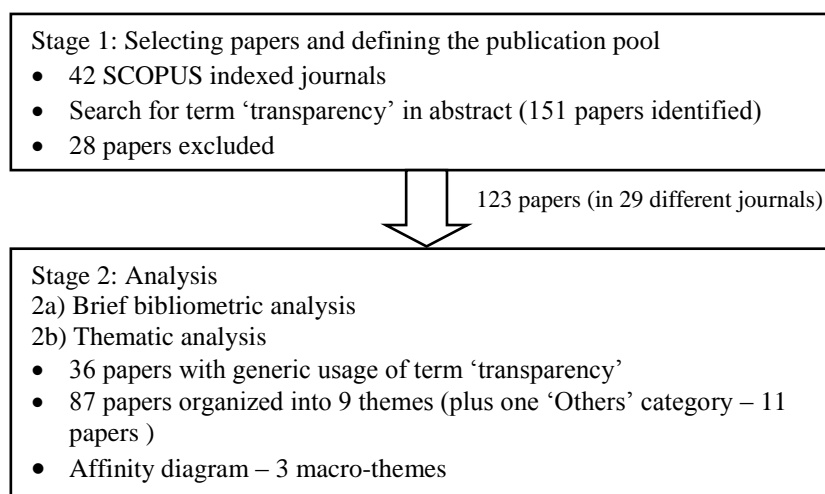 Stage 1: Selecting papers and defining the publication pool
• 42 SCOPUS indexed journals
• Search for term ‘transparency’ in abstract (151 papers identified)
• 28 papers excluded
123 papers (in 29 different journals)
Stage 2: Analysis
2a) Brief bibliometric analysis
2b) Thematic analysis
• 36 papers with generic usage of term ‘transparency’
• 87 papers organized into 9 themes (plus one ‘Others’ category – 11
papers )
• Affinity diagram – 3 macro-themes